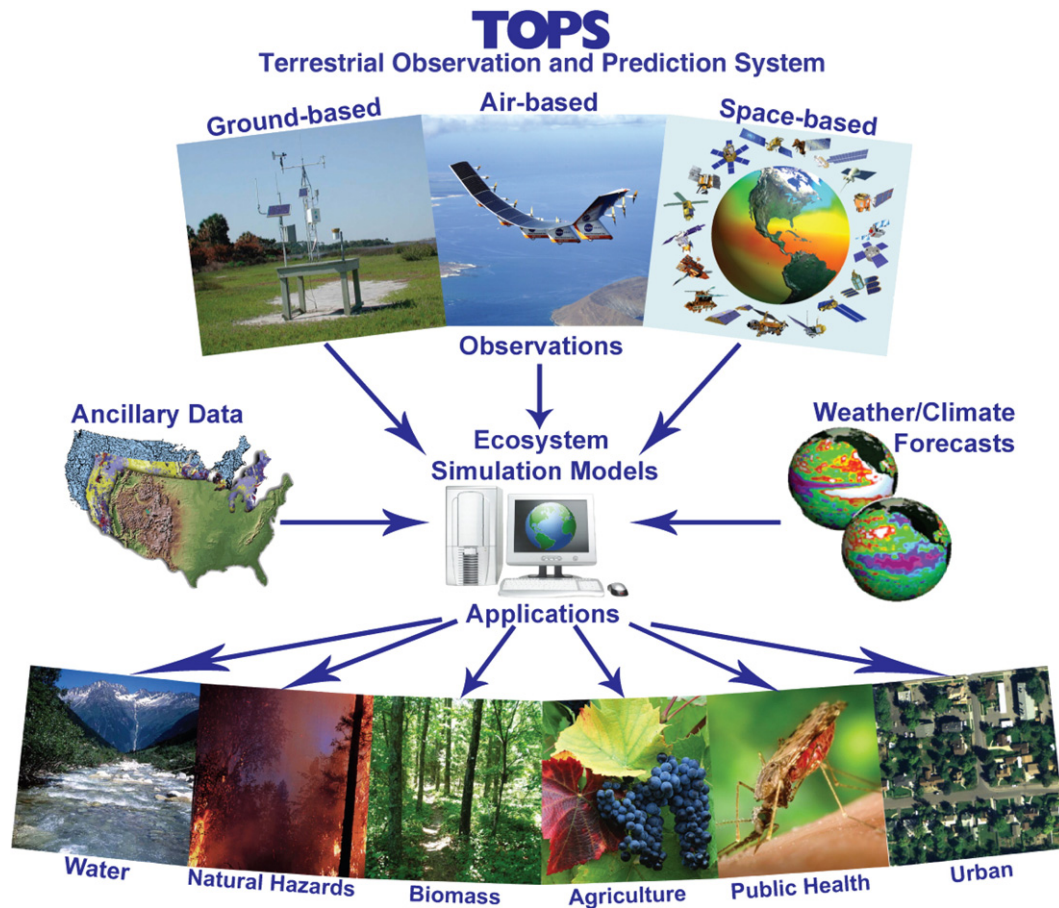 TOPS
Terrestrial Observation and Prediction System
Ground-based
Air-based
Space-based
Observations
Ancillary Data
Ecosystem
Simulation Models
Weather/Climate
Forecasts
Applications
Water
Natural Hazards
Biomass
Agriculture
Public Health
Urban